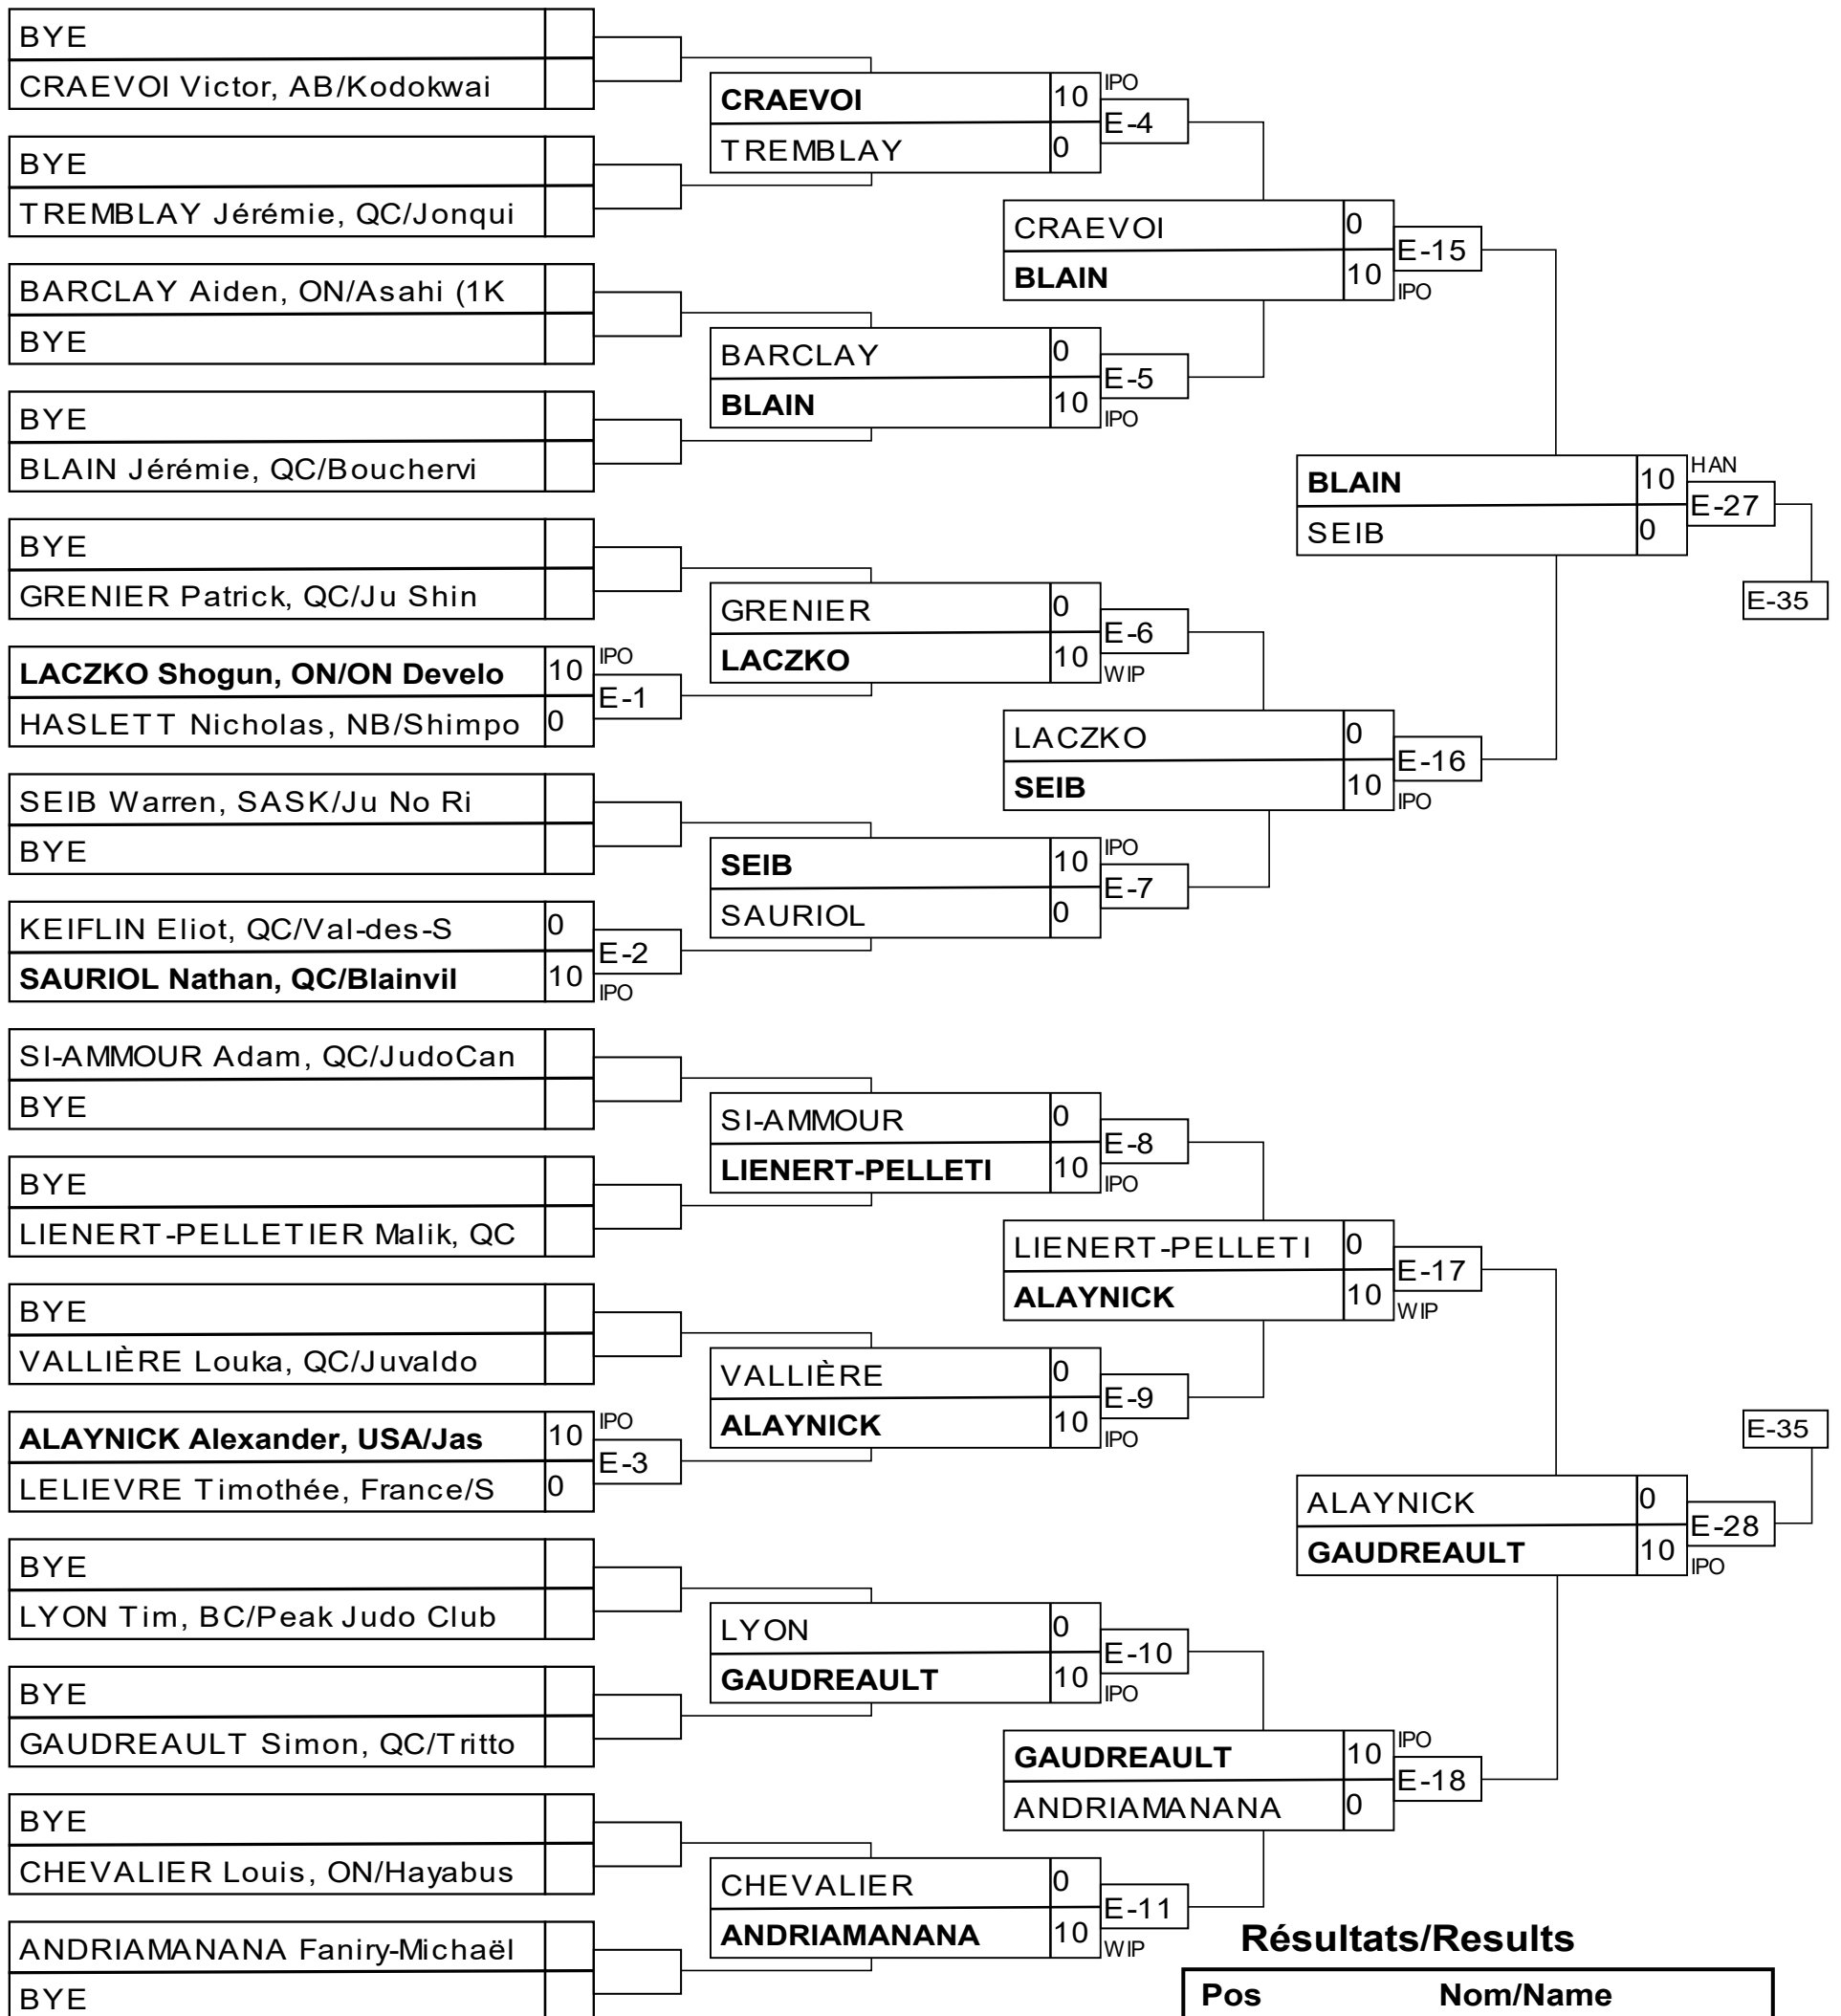 BYE
CRAEVOI Victor, AB/Kodokwai
BYE
TREMBLAY Jérémie, QC/Jonqui
BARCLAY Aiden, ON/Asahi (1K
BYE
BYE
BLAIN Jérémie, QC/Bouchervi
BYE
GRENIER Patrick, QC/Ju Shin
LACZKO Shogun, ON/ON Develo 10 IPO
HASLETT Nicholas, NB/Shimpo 0 E-1
SEIB Warren, SASK/Ju No Ri
BYE
KEIFLIN Eliot, QC/Val-des-S 0 E-2
SAURIOL Nathan, QC/Blainvil 10 IPO
SI-AMMOUR Adam, QC/JudoCan
BYE
BYE
LIENERT-PELLETIER Malik, QC
BYE
VALLIÈRE Louka, QC/Juvaldo
ALAYNICK Alexander, USA/Jas 10 IPO
LELIEVRE Timothée, France/S 0 E-3
BYE
LYON Tim, BC/Peak Judo Club
BYE
GAUDREAULT Simon, QC/Tritto
BYE
CHEVALIER Louis, ON/Hayabus
ANDRIAMANANA Faniry-Michaël
BYE
CRAEVOI 10 IPO
E-4
TREMBLAY 0
BARCLAY 0
E-5
BLAIN 10 IPO
GRENIER 0
E-6
LACZKO 10 WIP
SEIB 10 IPO
E-7
SAURIOL 0
SI-AMMOUR 0
E-8
LIENERT-PELLETI 10 IPO
VALLIÈRE 0
E-9
ALAYNICK 10 IPO
LYON 0
E-10
GAUDREAULT 10 IPO
CHEVALIER 0
E-11
ANDRIAMANANA 10 WIP
CRAEVOI 0
E-15
BLAIN 10 IPO
LACZKO 0
E-16
SEIB 10 IPO
LIENERT-PELLETI 0
E-17
ALAYNICK 10 WIP
GAUDREAULT 10 IPO
E-18
ANDRIAMANANA 0
BLAIN 10 HAN
E-27
SEIB 0
E-35
E-35
ALAYNICK 0
E-28
GAUDREAULT 10 IPO
Résultats/Results
Pos Nom/Name